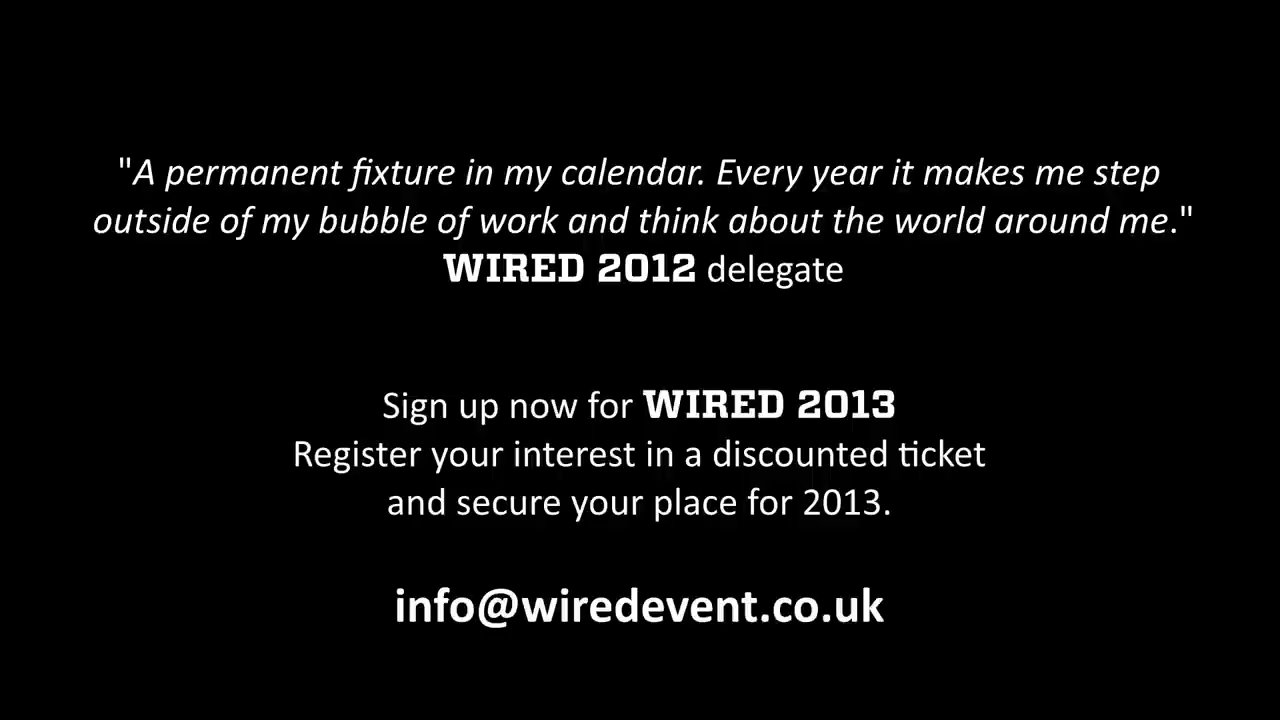 "A permanent fixture in my calendar. Every year it makes me step
outside of my bubble of work and think about the world around me."
WIRED 2012 delegate
Sign up now for WIRED 2013
Register your interest in a discounted ticket
and secure your place for 2013.
info@wiredevent.co.uk